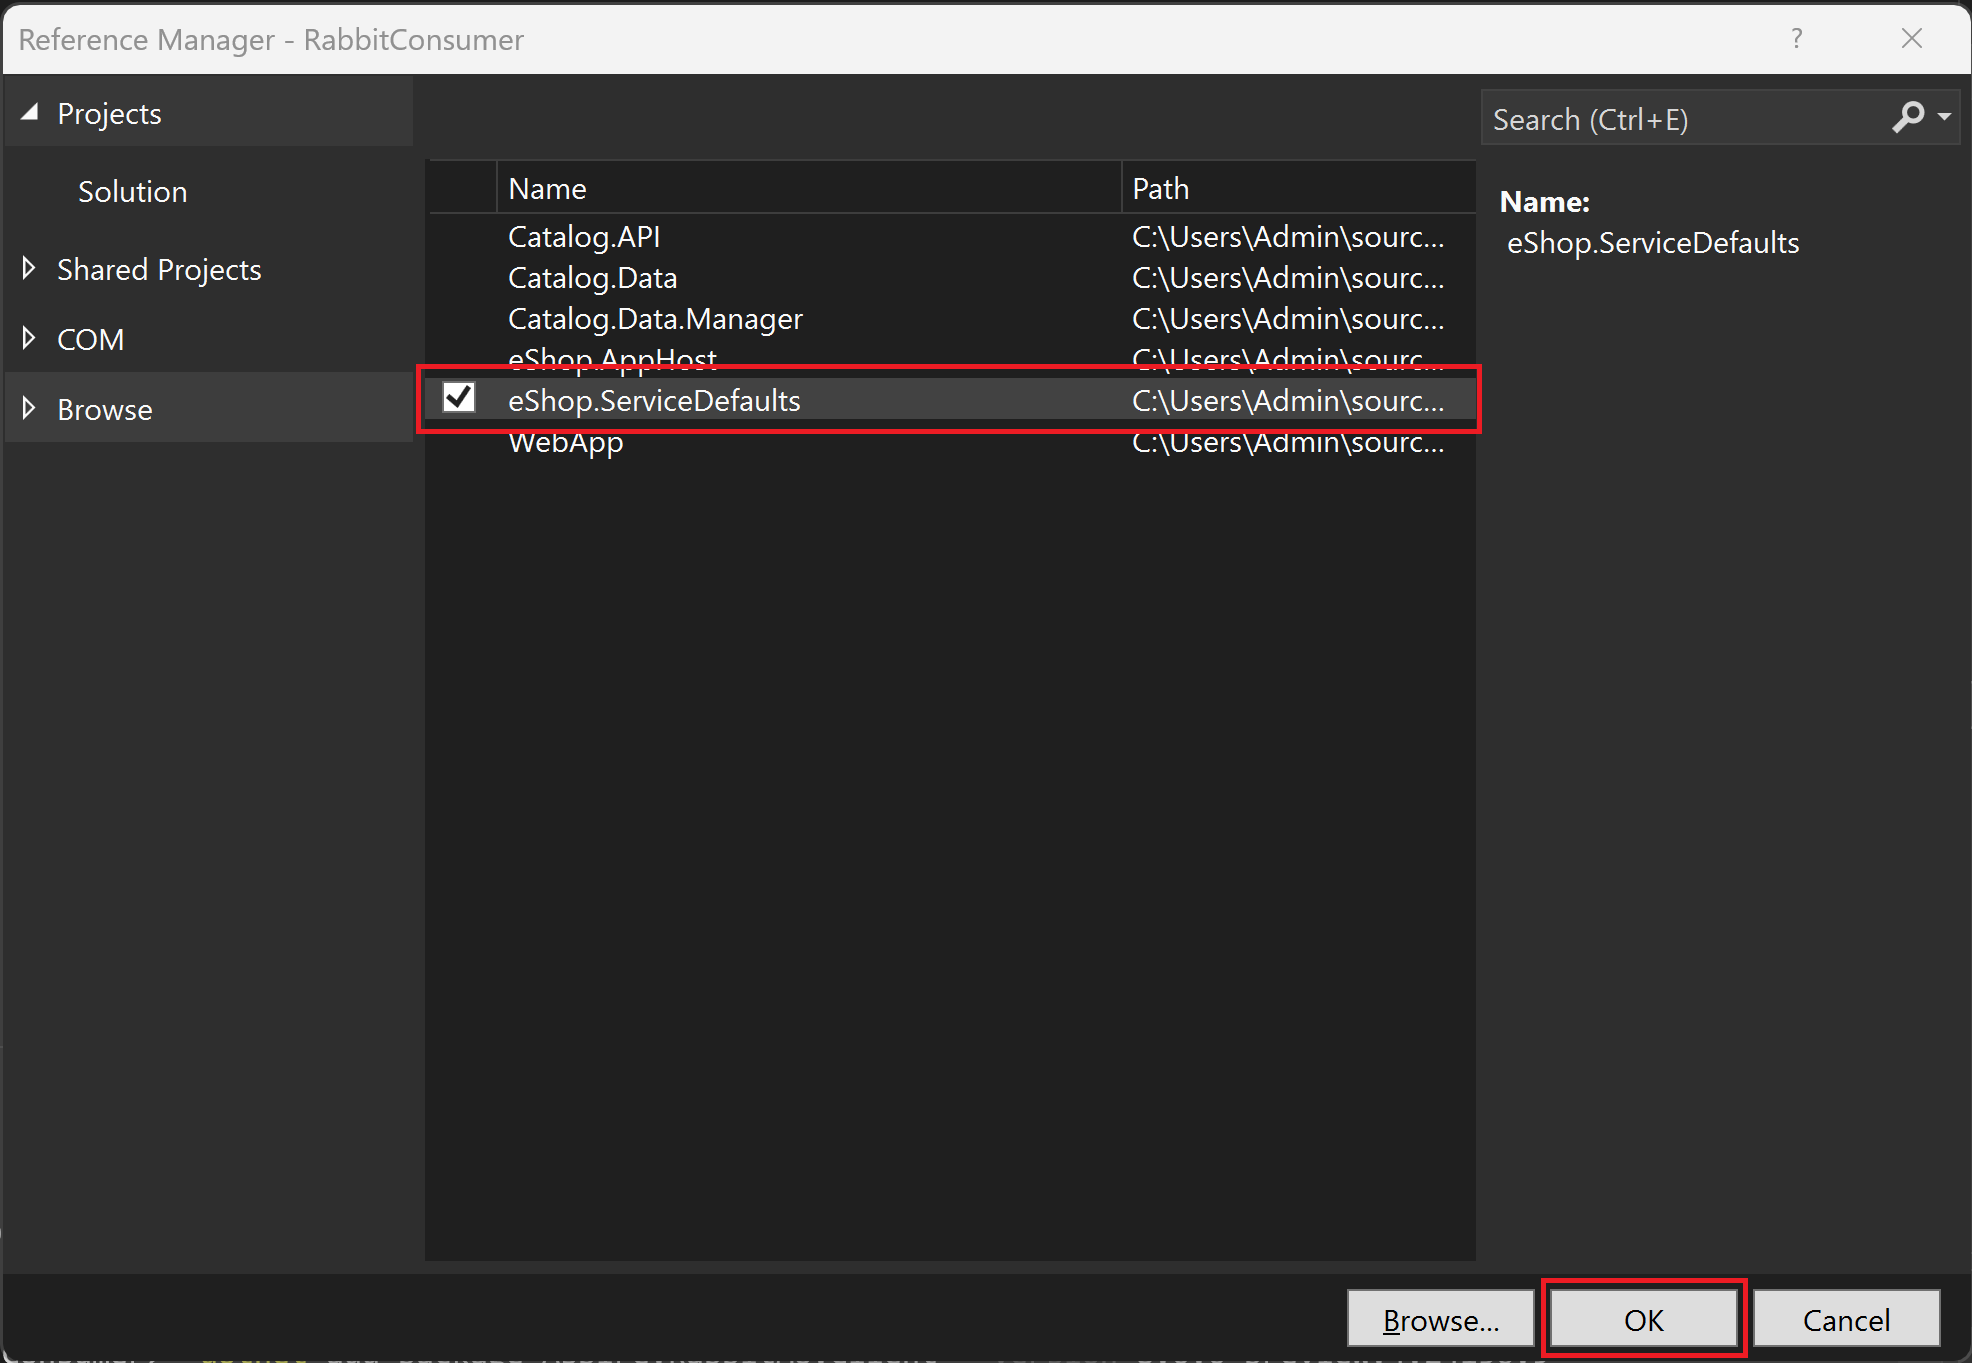 Reference Manager - RabbitConsumer
?
Projects
Search (Ctrl+E)
Solution
Shared Projects
COM
Browse
Name Path
Catalog.API C:\Users\Admin\sourc...
Catalog.Data C:\Users\Admin\sourc...
Catalog.Data.Manager C:\Users\Admin\sourc...
eShop.AppHost C:\Users\Admin\sourc...
eShop.ServiceDefaults C:\Users\Admin\sourc...
WebApp C:\Users\Admin\sourc...
Name:
eShop.ServiceDefaults
Browse... OK Cancel